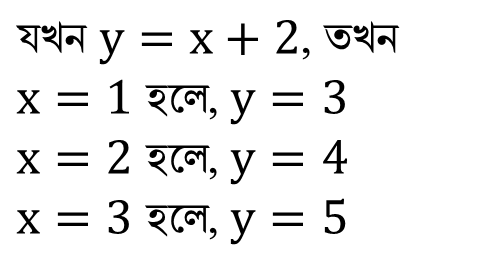 যখন y = x + 2, তখন
x = 1 হলে, y = 3
x = 2 হলে, y = 4
x = 3 হলে, y = 5